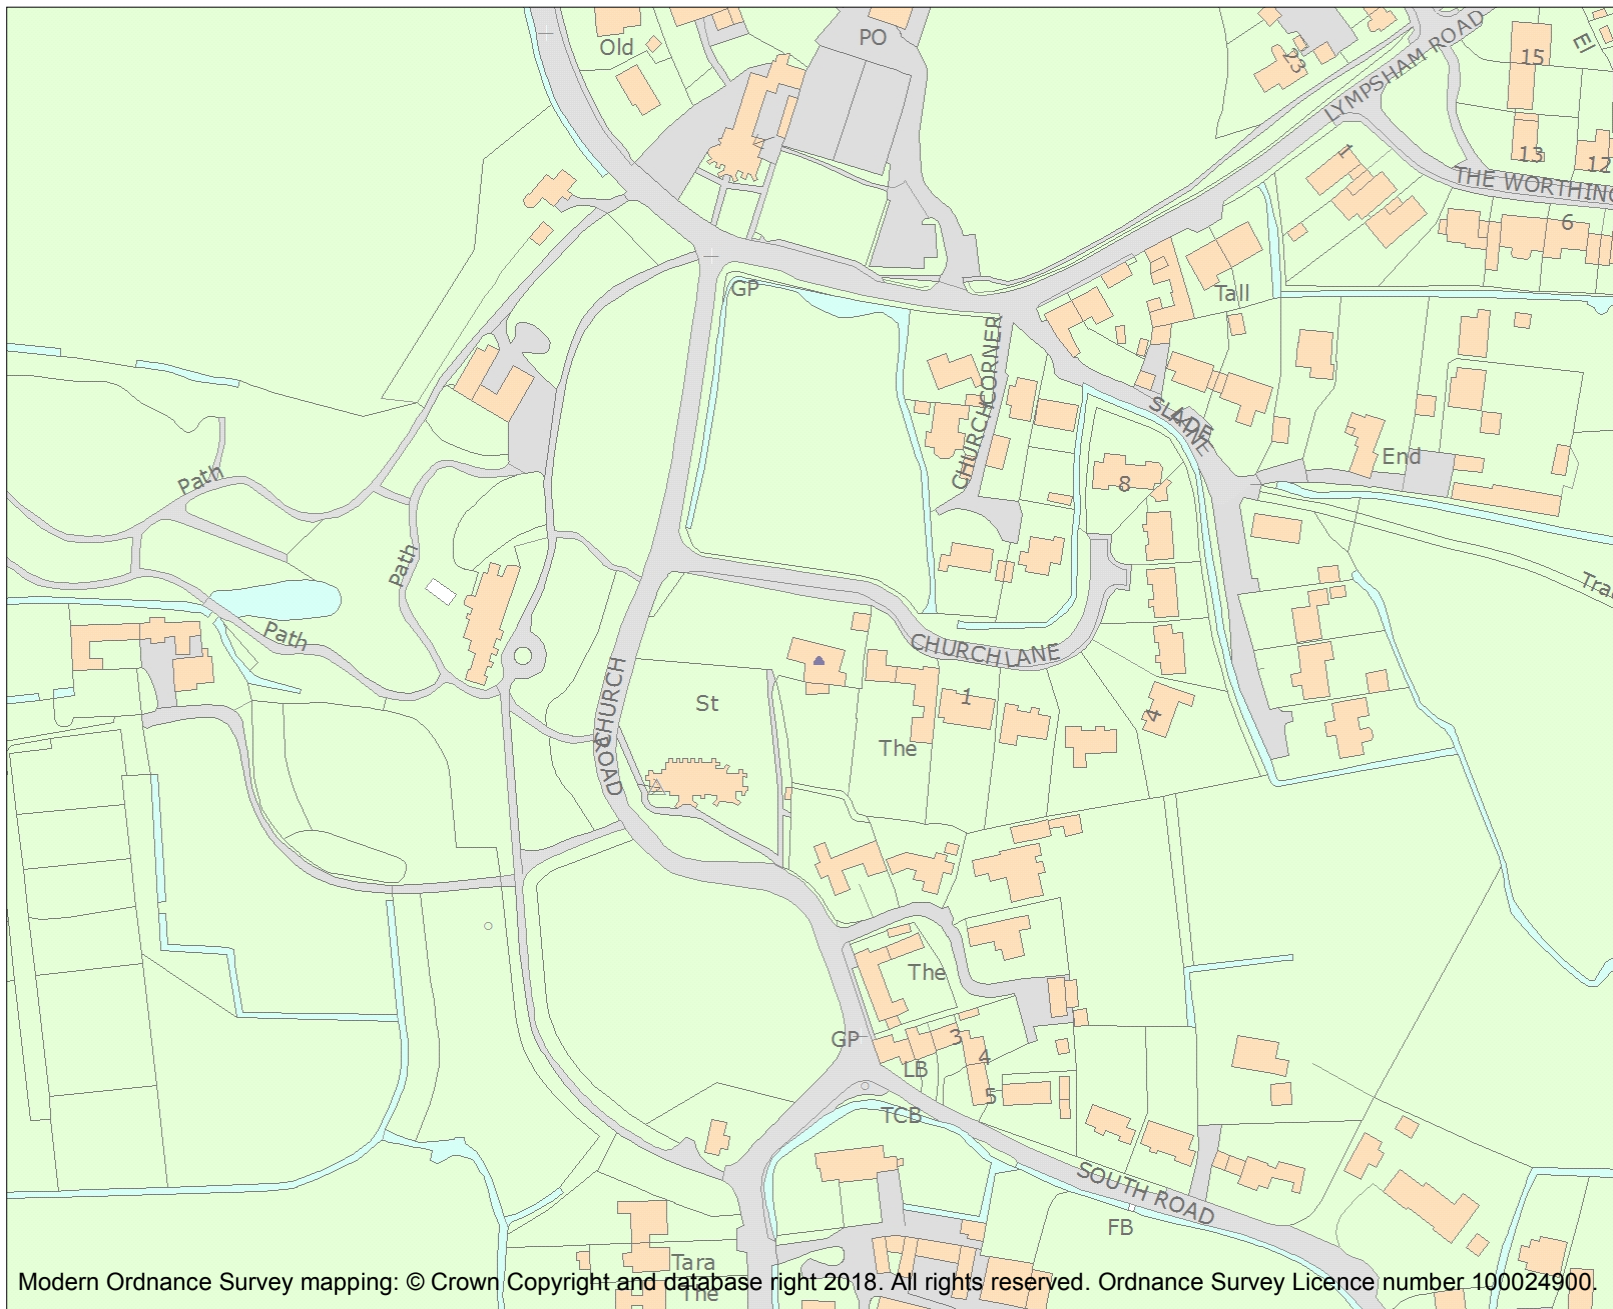 Old
PO
LYMPSHAM ROAD
15
El
23
1
13
12
THE WORTHING
6
GP
Tall
CHURCH CORNER
SLADE
LANE
End
8
Path
Path
Path
Tra
CHURCH LANE
1
4
St
The
CHURCH
ROAD
The
3
GP
LB
4
5
TCB
SOUTH ROAD
FB
Tara
The
Modern Ordnance Survey mapping: © Crown Copyright and database right 2018. All rights reserved. Ordnance Survey Licence number 100024900.